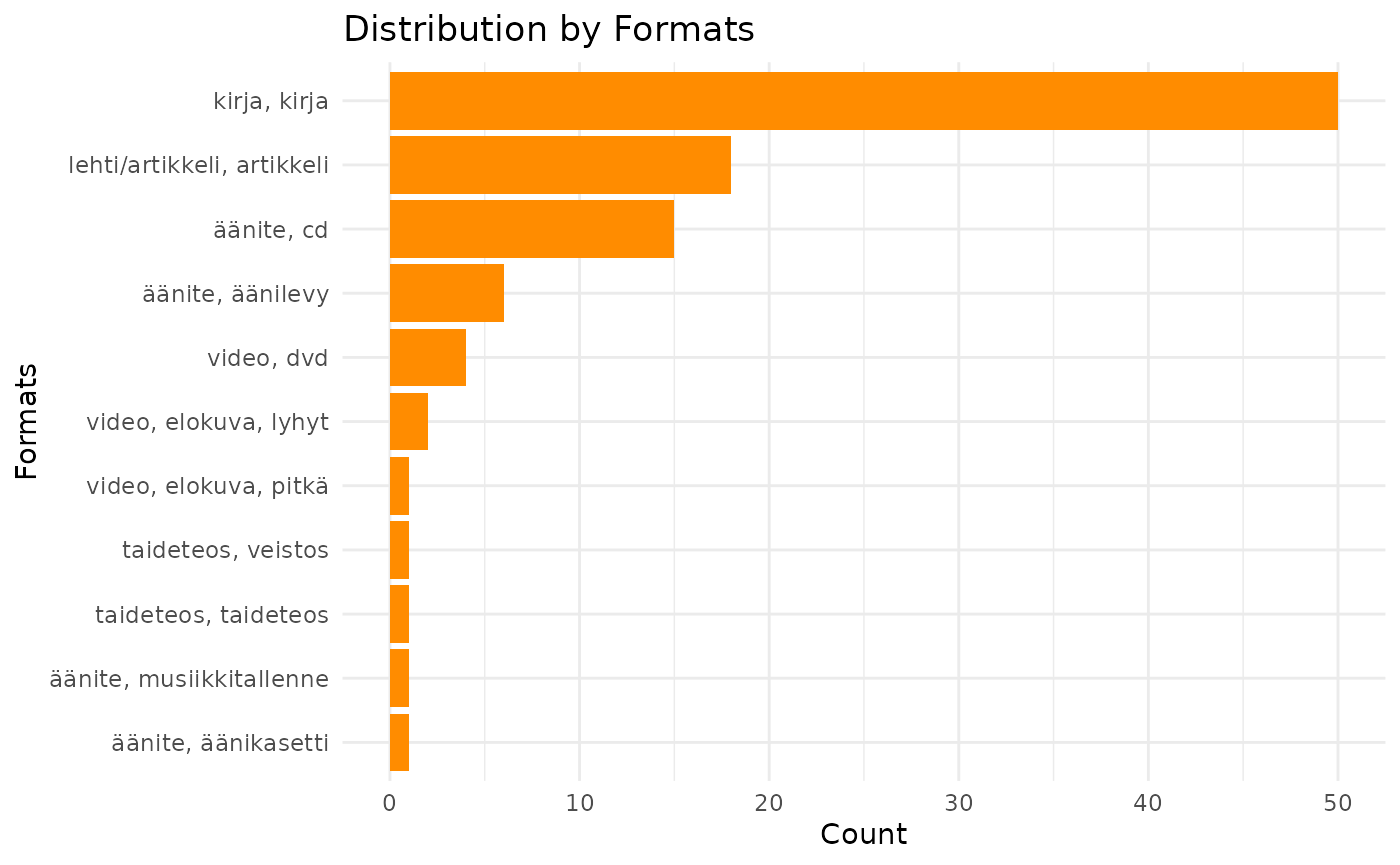 Distribution by Formats
Formats
kirja, kirja
lehti/artikkeli, artikkeli
äänite, cd
äänite, äänilevy
video, dvd
video, elokuva, lyhyt
video, elokuva, pitkä
taideteos, veistos
taideteos, taideteos
äänite, musiikkitallenne
äänite, äänikasetti
0 10 20 30 40 50
Count